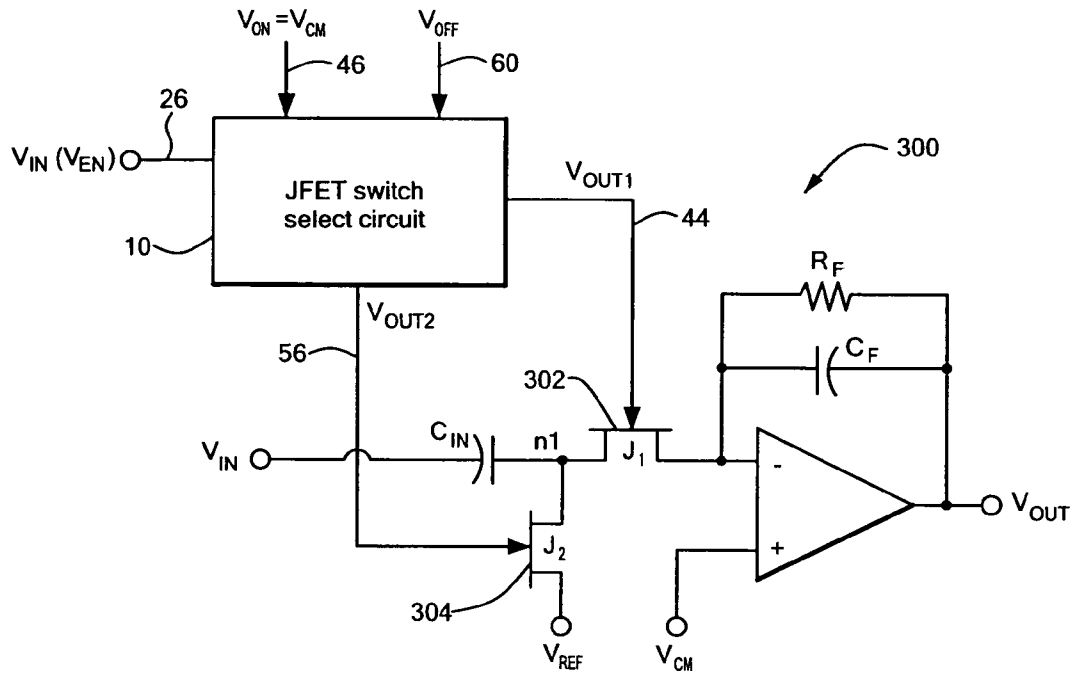 V_ON = V_CM
V_OFF
46
60
26
V_IN (V_EN)
JFET switch
select circuit
10
V_OUT1
300
44
V_OUT2
56
R_F
C_F
302
V_IN
C_IN
n1
J_1
-
J_2
+
V_OUT
304
V_REF
V_CM